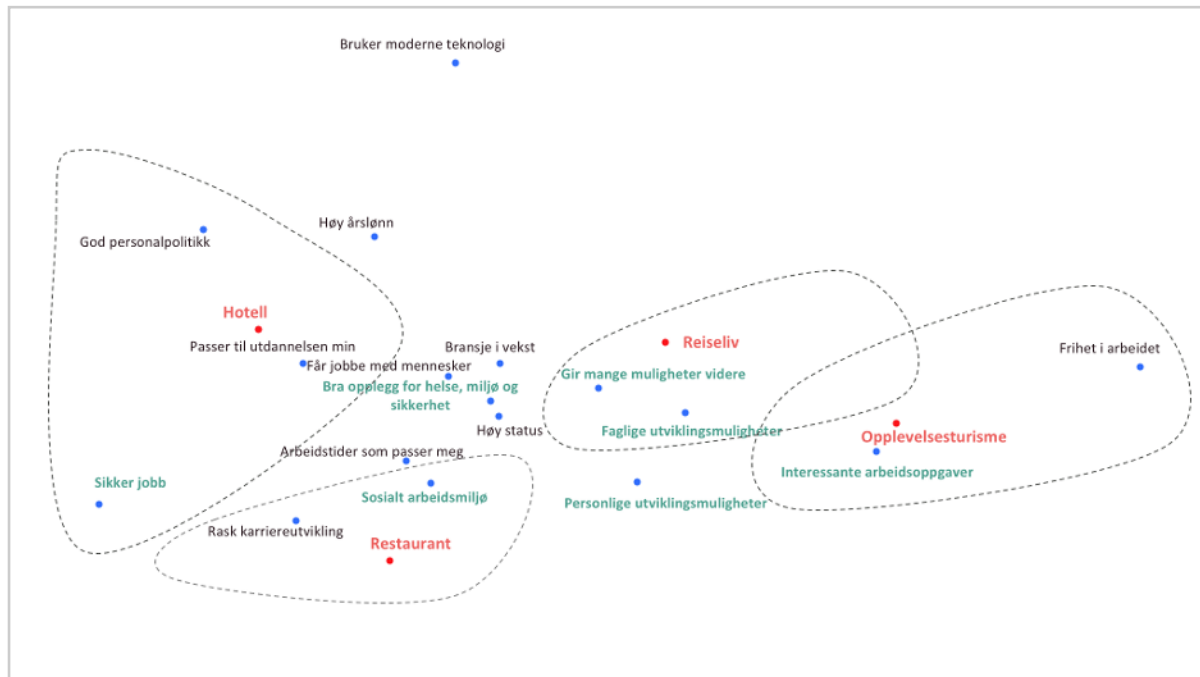 Bruker moderne teknologi
Høy årslønn
God personalpolitikk
Hotell
Passer til utdannelsen min
Bransje i vekst
Reiseliv
Frihet i arbeidet
Får jobbe med mennesker
Gir mange muligheter videre
Bra opplegg for helse, miljø og
sikkerhet
Høy status
Faglige utviklingsmuligheter
Opplevelsesturisme
Arbeidstider som passer meg
Interessante arbeidsoppgaver
Sikker jobb
Sosialt arbeidsmiljø
Personlige utviklingsmuligheter
Rask karriereutvikling
Restaurant